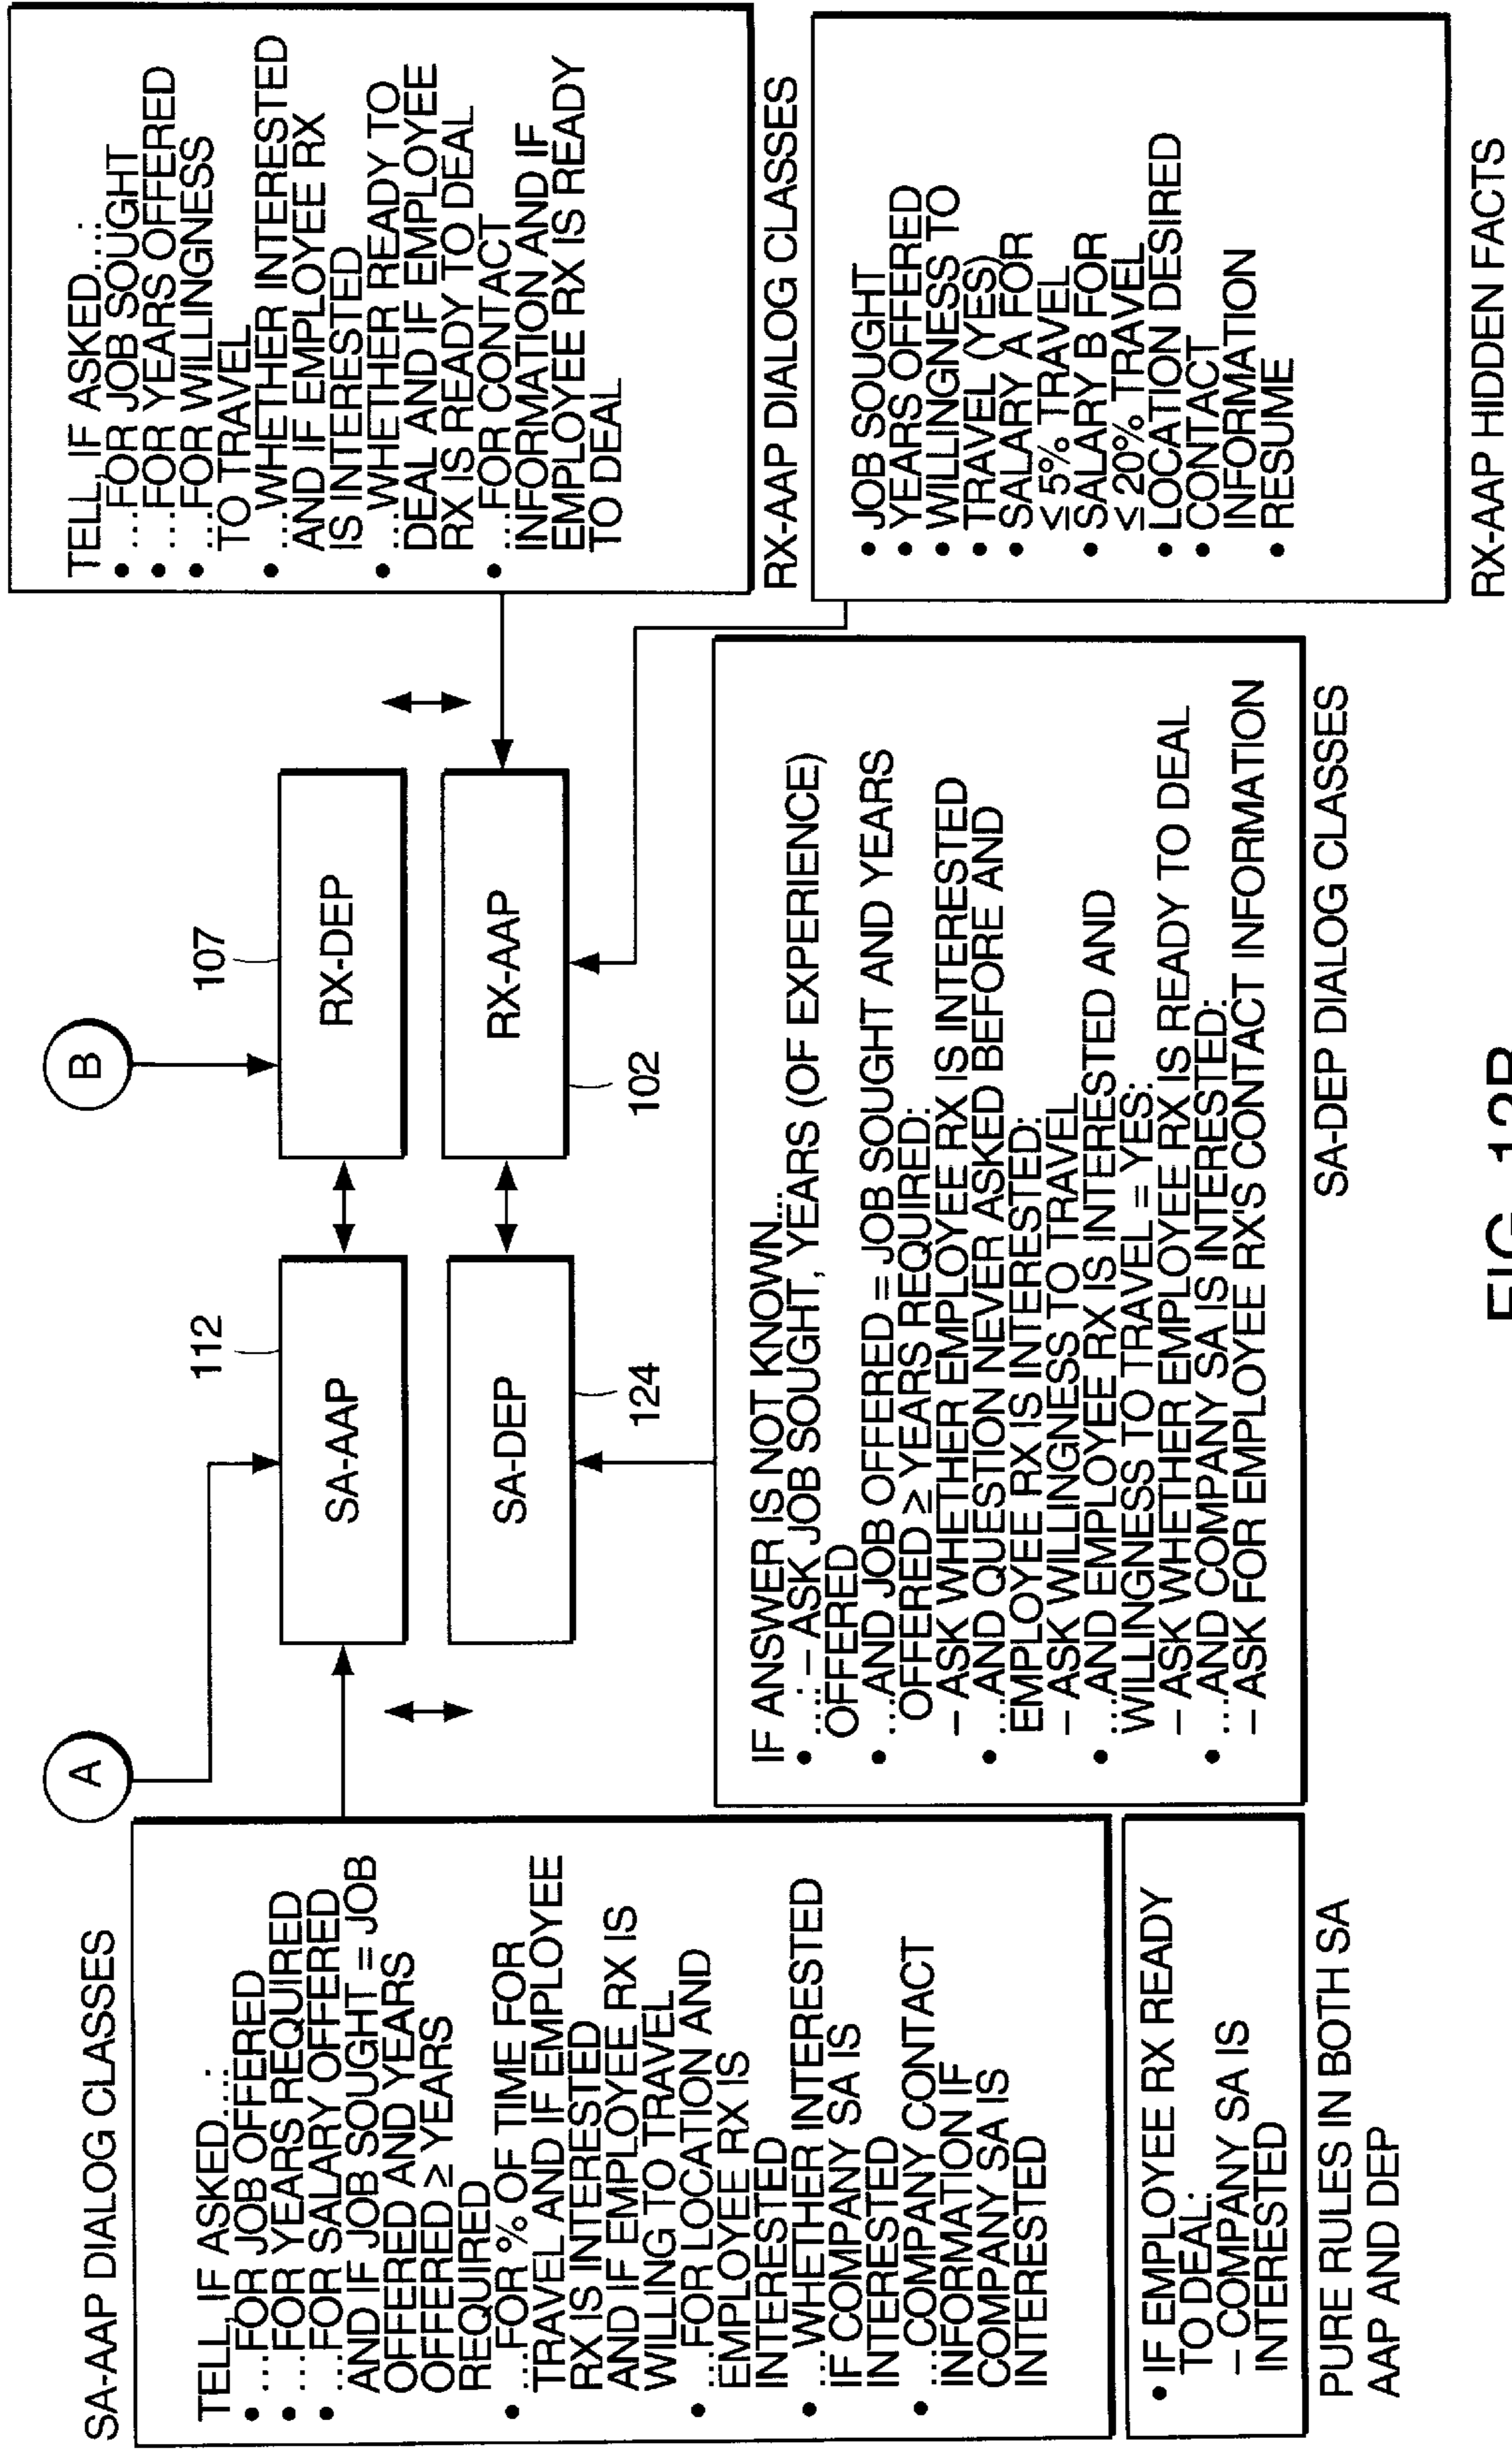 SA-AAP DIALOG CLASSES
TELL, IF ASKED....:
• ...FOR JOB OFFERED
• ...FOR YEARS REQUIRED
• ...FOR SALARY OFFERED
AND IF JOB SOUGHT = JOB
OFFERED AND YEARS
OFFERED ≥ YEARS
REQUIRED
• ...FOR % OF TIME FOR
TRAVEL AND IF EMPLOYEE
RX IS INTERESTED
AND IF EMPLOYEE RX IS
WILLING TO TRAVEL
• ...FOR LOCATION AND
EMPLOYEE RX IS
INTERESTED
• ...WHETHER INTERESTED
IF COMPANY SA IS
INTERESTED
• ...COMPANY CONTACT
INFORMATION IF
COMPANY SA IS
INTERESTED
• IF EMPLOYEE RX READY
TO DEAL:
– COMPANY SA IS
INTERESTED
PURE RULES IN BOTH SA
AAP AND DEP
A
112
SA-AAP
SA-DEP
124
B
107
RX-DEP
RX-AAP
102
IF ANSWER IS NOT KNOWN...
• ...: – ASK JOB SOUGHT, YEARS (OF EXPERIENCE)
OFFERED
• ...AND JOB OFFERED = JOB SOUGHT AND YEARS
OFFERED ≥ YEARS REQUIRED:
– ASK WHETHER EMPLOYEE RX IS INTERESTED
• ...AND QUESTION NEVER ASKED BEFORE AND
EMPLOYEE RX IS INTERESTED:
– ASK WILLINGNESS TO TRAVEL
• ...AND EMPLOYEE RX IS INTERESTED AND
WILLINGNESS TO TRAVEL = YES:
– ASK WHETHER EMPLOYEE RX IS READY TO DEAL
• ...AND COMPANY SA IS INTERESTED:
– ASK FOR EMPLOYEE RX'S CONTACT INFORMATION
SA-DEP DIALOG CLASSES
TELL, IF ASKED....:
• ...FOR JOB SOUGHT
• ...FOR YEARS OFFERED
• ...FOR WILLINGNESS
TO TRAVEL
• ...WHETHER INTERESTED
AND IF EMPLOYEE RX
IS INTERESTED
• ...WHETHER READY TO
DEAL AND IF EMPLOYEE
RX IS READY TO DEAL
• ...FOR CONTACT
INFORMATION AND IF
EMPLOYEE RX IS READY
TO DEAL
RX-AAP DIALOG CLASSES
• JOB SOUGHT
• YEARS OFFERED
• WILLINGNESS TO
• TRAVEL (YES)
• SALARY A FOR
≤ 5% TRAVEL
• SALARY B FOR
≤ 20% TRAVEL
• LOCATION DESIRED
• CONTACT
INFORMATION
• RESUME
RX-AAP HIDDEN FACTS